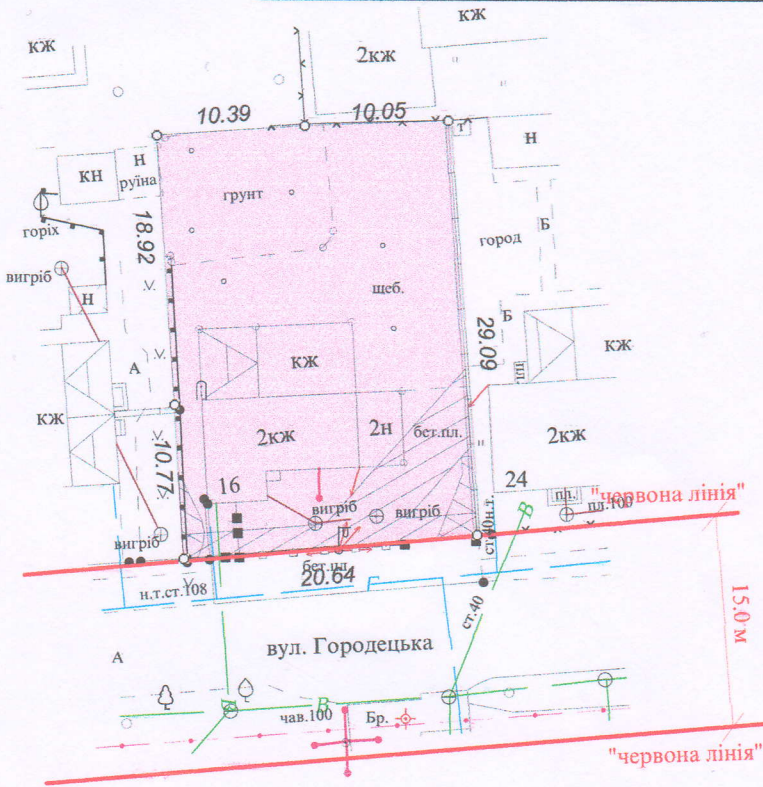 кж
2кж
кж
10.39
10.05
т
Н
КН
Н
руїна
грунт
горіх
18.92
город
Б
вигріб
щеб.
Н
Б
29.09
кж
А
кж
пл.
кж
2кж
2н
бет.пл.
2кж
10.77
16
24
вигріб
вигріб
пл.
"червона лінія"
пл.100
В
ст.40н.т.
вигріб
бет.пл.
20.64
н.т.ст.108
ст.40
15.0 м
вул. Городецька
А
В
чав.100
Бр.
"червона лінія"